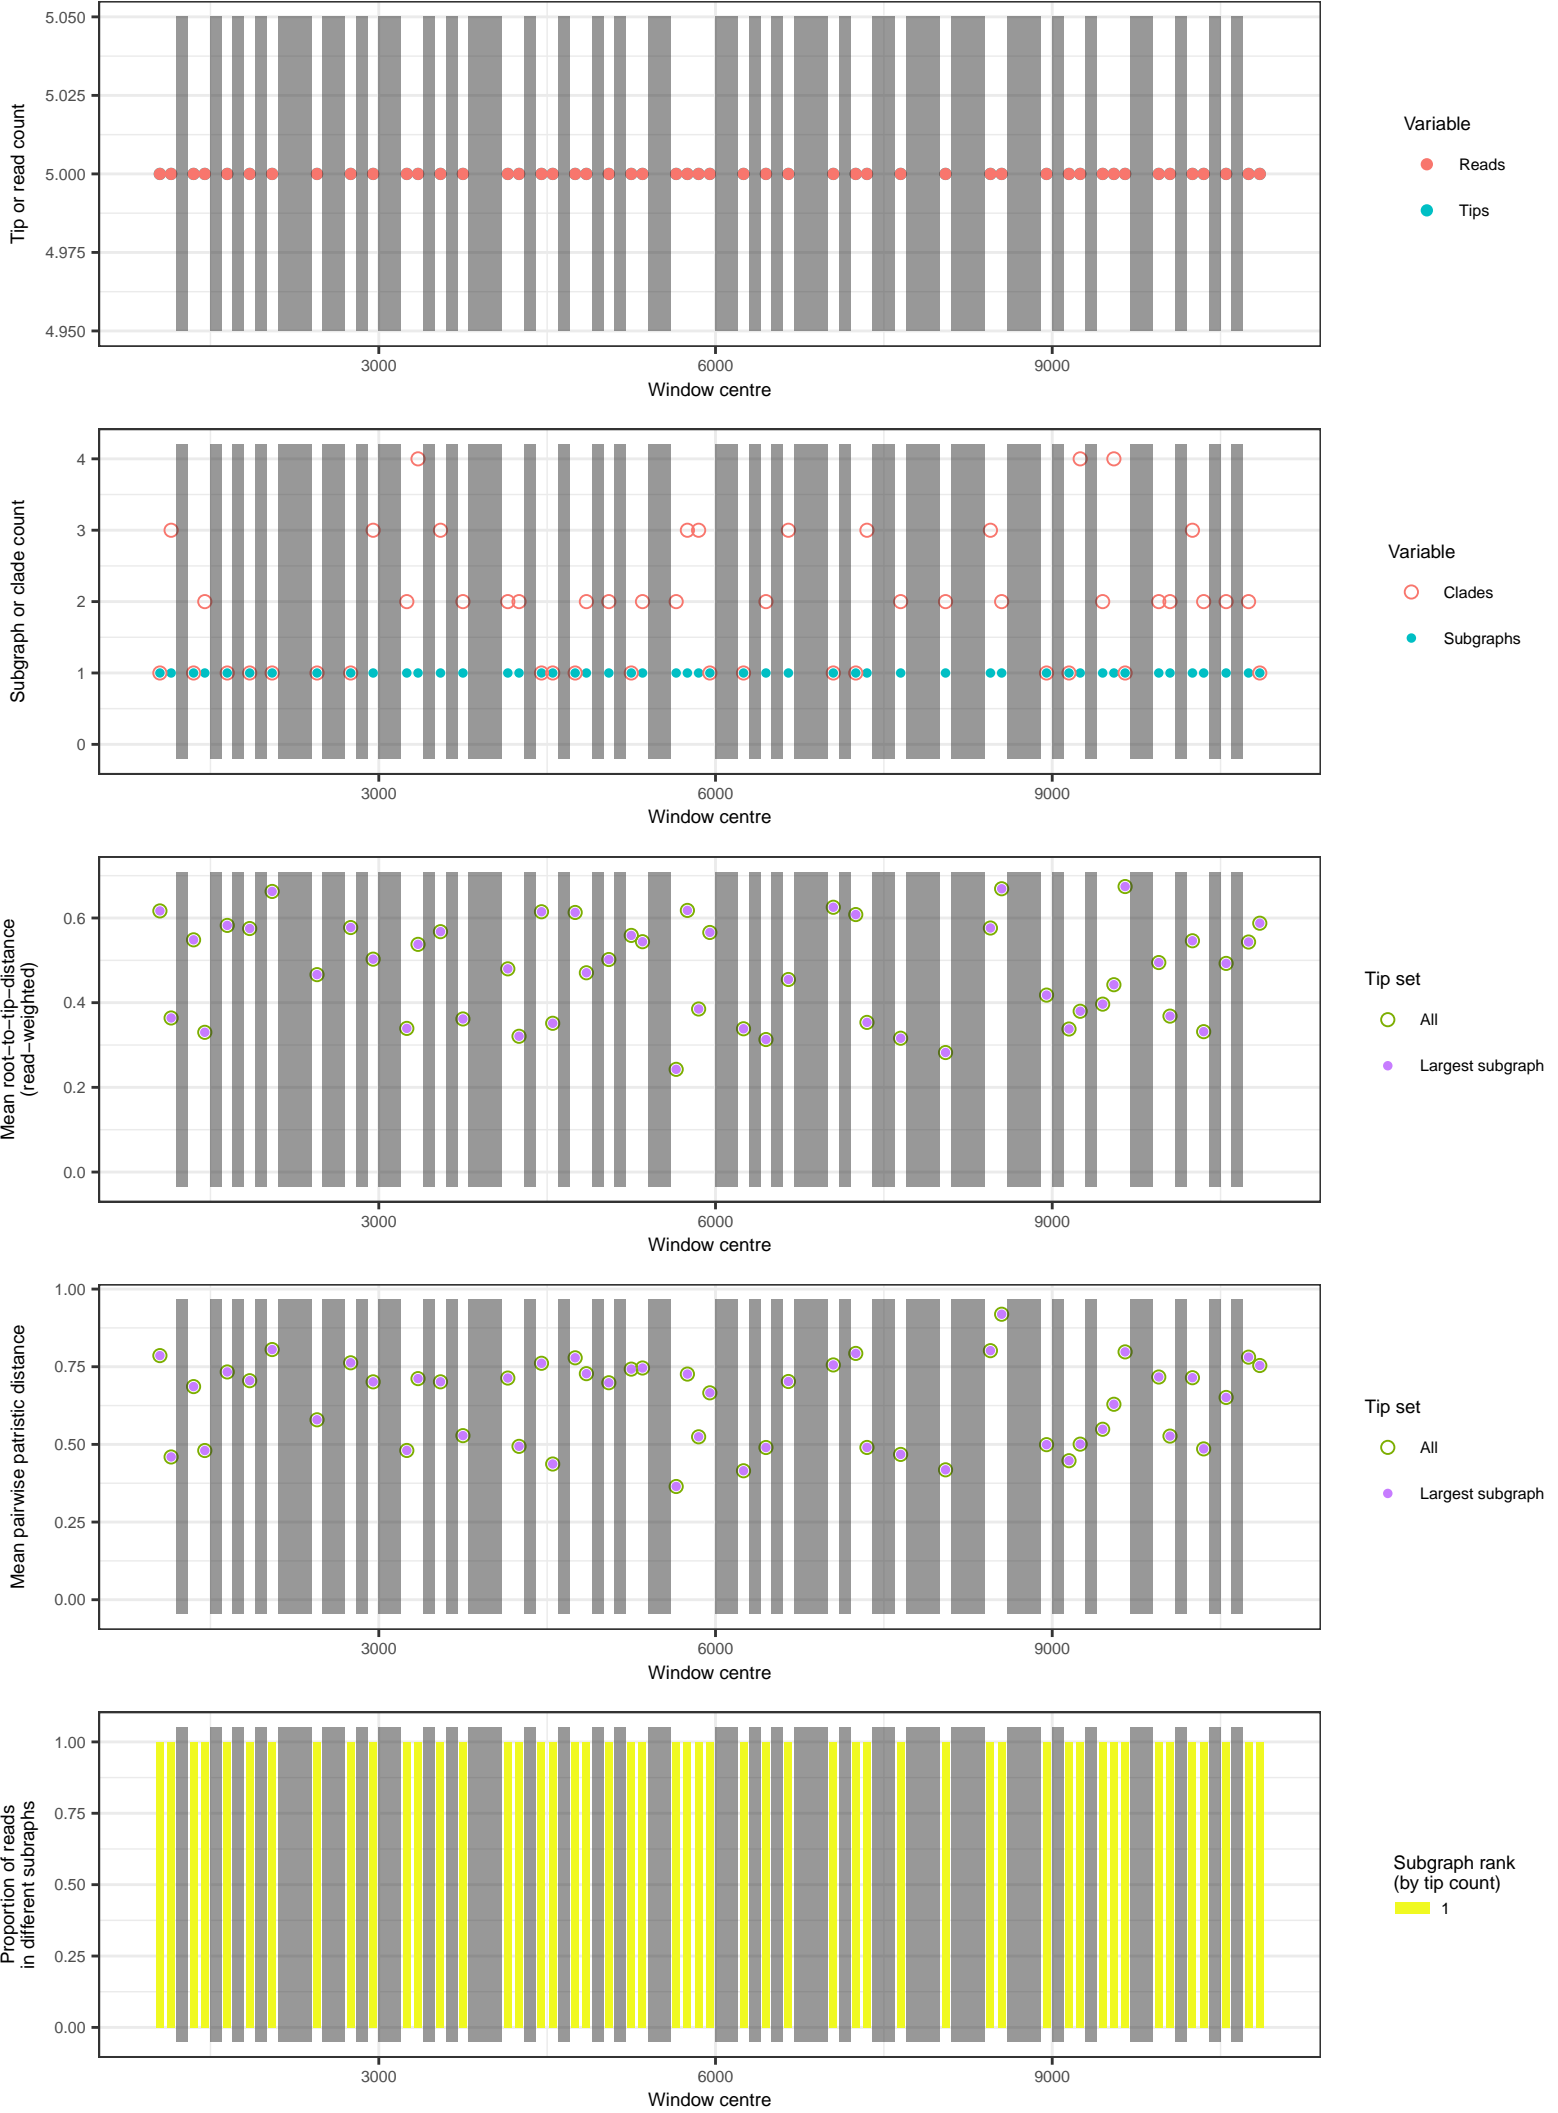 5.050
5.025
5.000
4.975
4.950
Tip or read count
3000 6000 9000
Window centre
Variable
Reads
Tips
4
3
2
1
0
Subgraph or clade count
3000 6000 9000
Window centre
Variable
Clades
Subgraphs
0.6
0.4
0.2
0.0
Mean root−to−tip−distance
(read−weighted)
3000 6000 9000
Window centre
Tip set
All
Largest subgraph
1.00
0.75
0.50
0.25
0.00
Mean pairwise patristic distance
3000 6000 9000
Window centre
Tip set
All
Largest subgraph
1.00
0.75
0.50
0.25
0.00
Proportion of reads
in different subraphs
3000 6000 9000
Window centre
Subgraph rank
(by tip count)
1